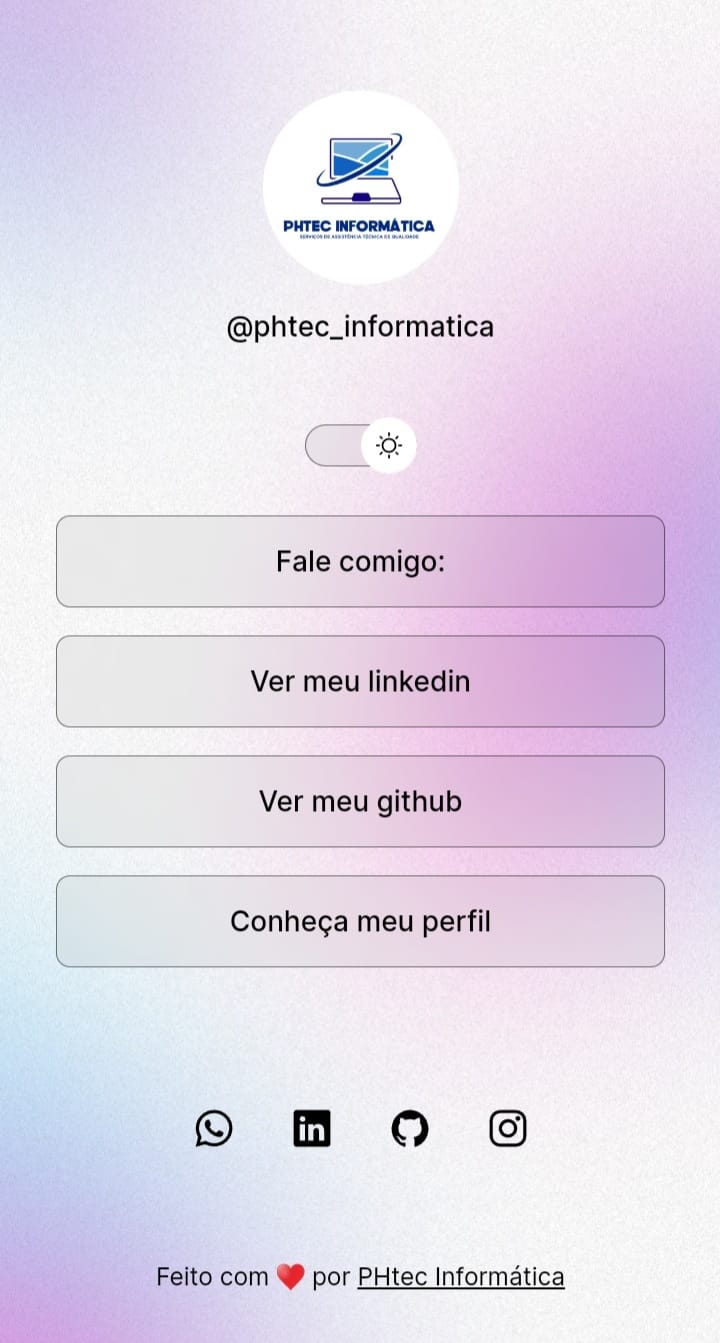 PHTEC INFORMÁTICA
SERVIÇOS DE ASSISTÊNCIA TÉCNICA DE QUALIDADE
@phtec_informatica
Fale comigo:
Ver meu linkedin
Ver meu github
Conheça meu perfil
in
Feito com ❤️ por PHtec Informática